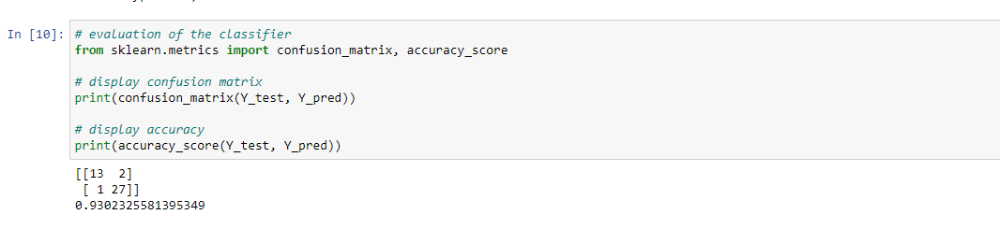 In [10]: # evaluation of the classifier
from sklearn.metrics import confusion_matrix, accuracy_score
# display confusion matrix
print(confusion_matrix(Y_test, Y_pred))
# display accuracy
print(accuracy_score(Y_test, Y_pred))
[[13  2]
 [ 1 27]]
0.9302325581395349